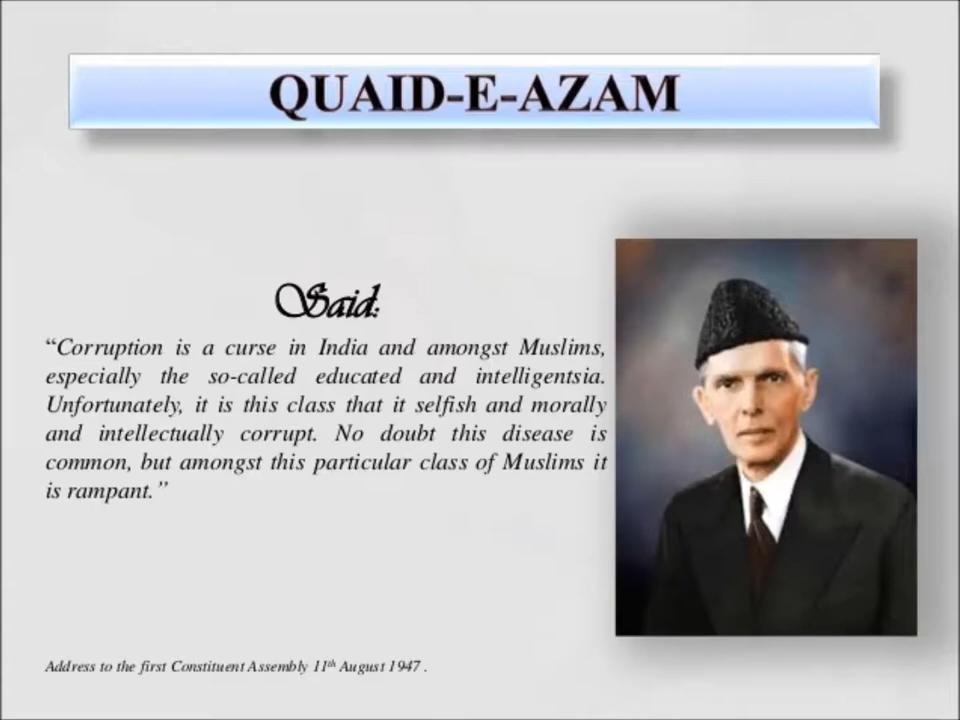 QUAID-E-AZAM
Said:
“Corruption is a curse in India and amongst Muslims,
especially the so-called educated and intelligentsia.
Unfortunately, it is this class that it selfish and morally
and intellectually corrupt. No doubt this disease is
common, but amongst this particular class of Muslims it
is rampant.”
Address to the first Constituent Assembly 11th August 1947 .